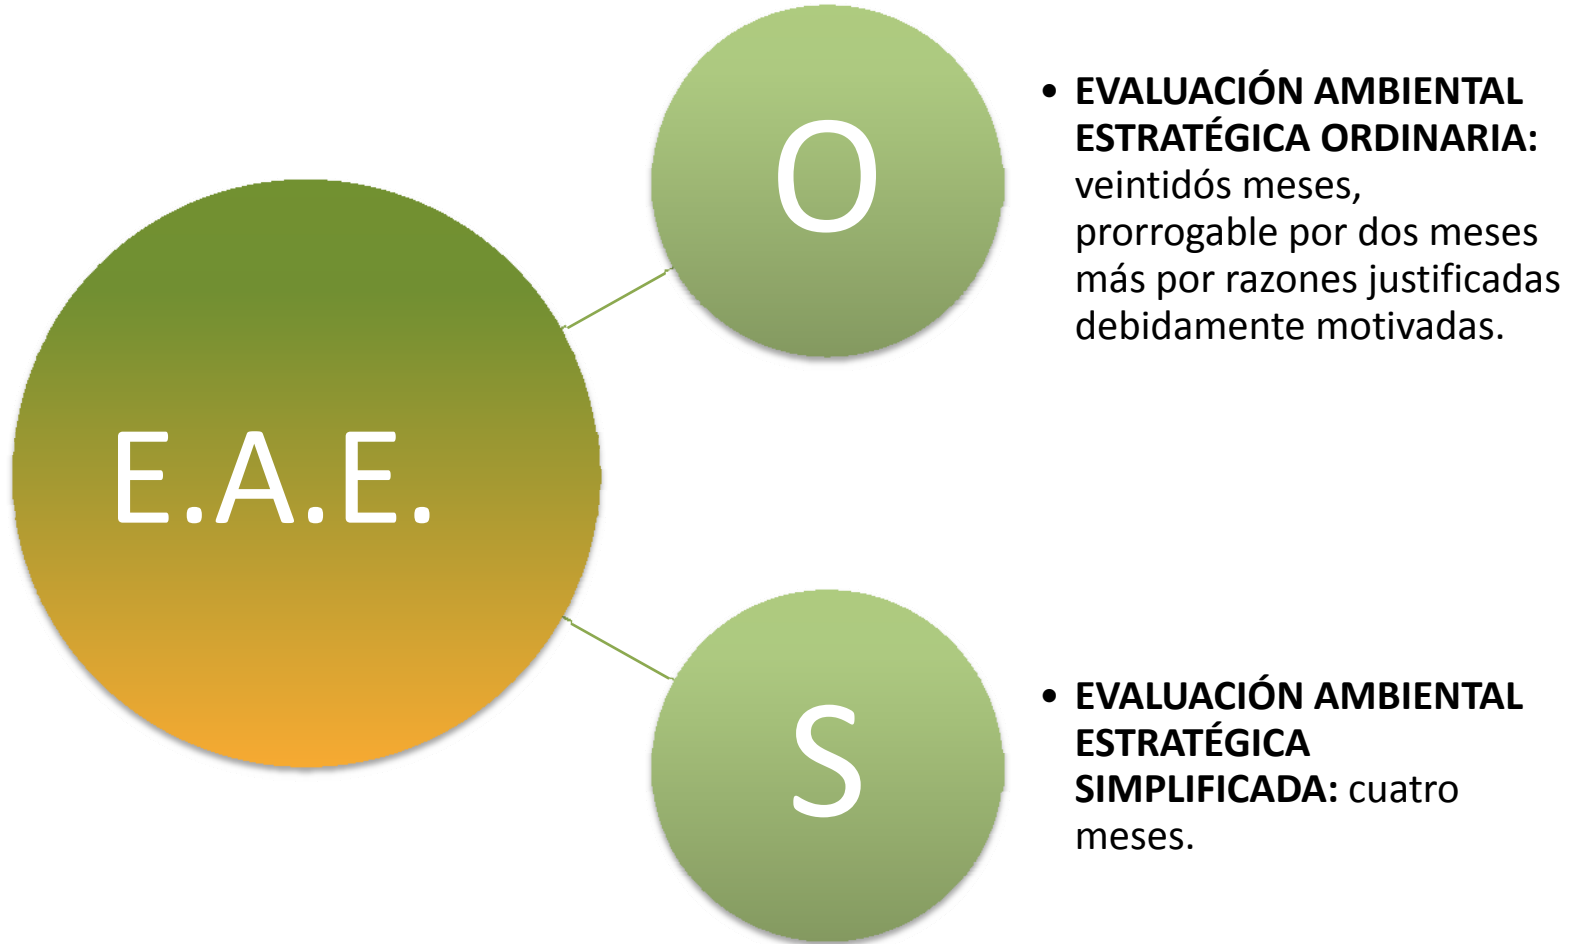 E.A.E.
O
• EVALUACIÓN AMBIENTAL
ESTRATÉGICA ORDINARIA:
veintidós meses,
prorrogable por dos meses
más por razones justificadas
debidamente motivadas.
S
• EVALUACIÓN AMBIENTAL
ESTRATÉGICA
SIMPLIFICADA: cuatro
meses.